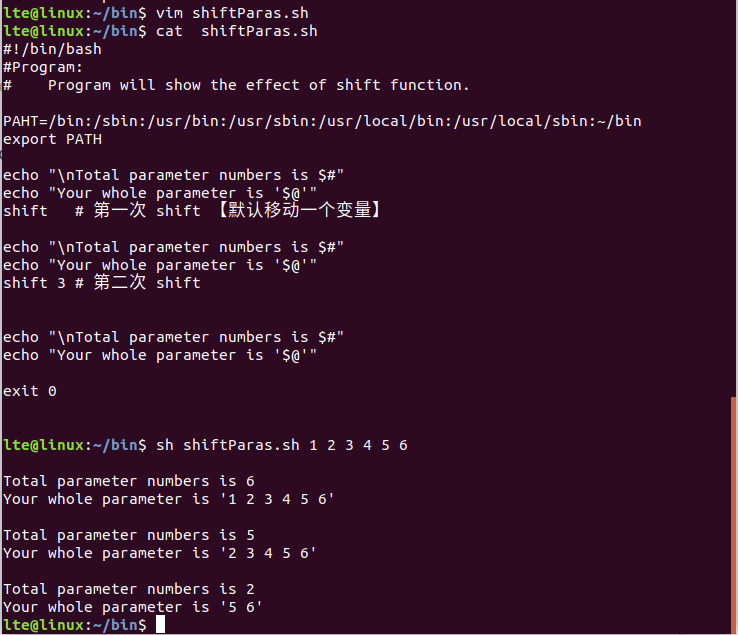 lte@linux:~/bin$ vim shiftParas.sh
lte@linux:~/bin$ cat  shiftParas.sh
#!/bin/bash
#Program:
#    Program will show the effect of shift function.
PAHT=/bin:/sbin:/usr/bin:/usr/sbin:/usr/local/bin:/usr/local/sbin:~/bin
export PATH
echo "\nTotal parameter numbers is $#"
echo "Your whole parameter is '$@'"
shift   # 第一次 shift 【默认移动一个变量】
echo "\nTotal parameter numbers is $#"
echo "Your whole parameter is '$@'"
shift 3 # 第二次 shift
echo "\nTotal parameter numbers is $#"
echo "Your whole parameter is '$@'"
exit 0
lte@linux:~/bin$ sh shiftParas.sh 1 2 3 4 5 6
Total parameter numbers is 6
Your whole parameter is '1 2 3 4 5 6'
Total parameter numbers is 5
Your whole parameter is '2 3 4 5 6'
Total parameter numbers is 2
Your whole parameter is '5 6'
lte@linux:~/bin$